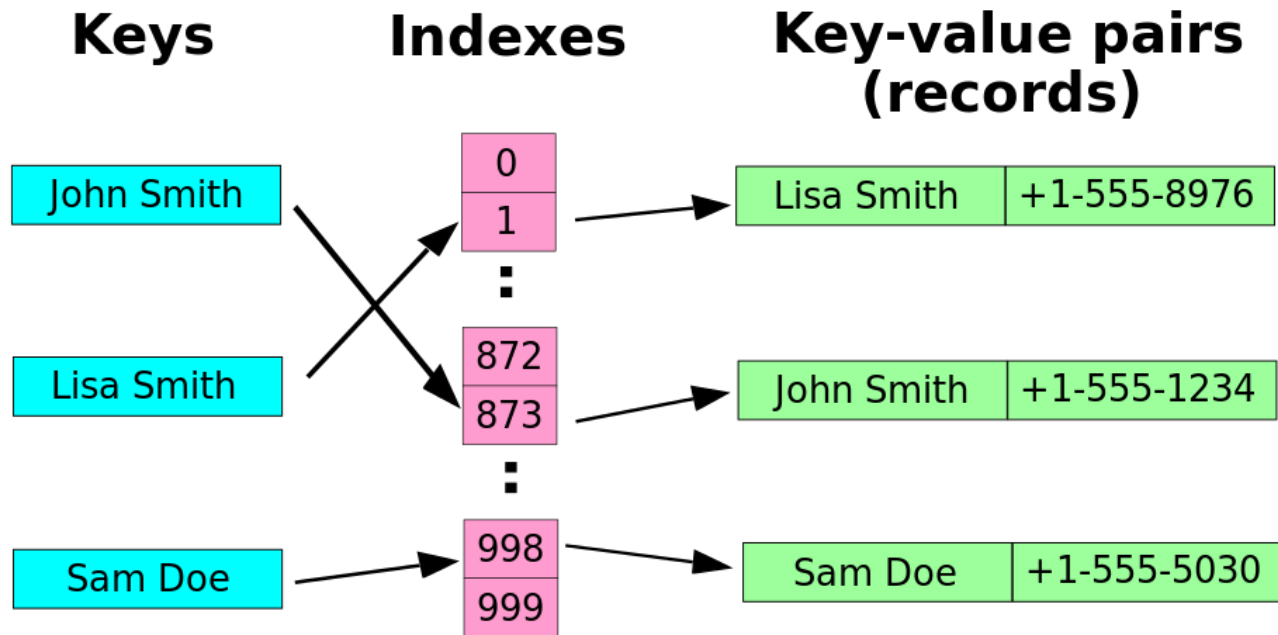 Keys
Indexes
Key-value pairs
(records)
John Smith
Lisa Smith
Sam Doe
0
1
:
872
873
:
998
999
Lisa Smith +1-555-8976
John Smith +1-555-1234
Sam Doe +1-555-5030